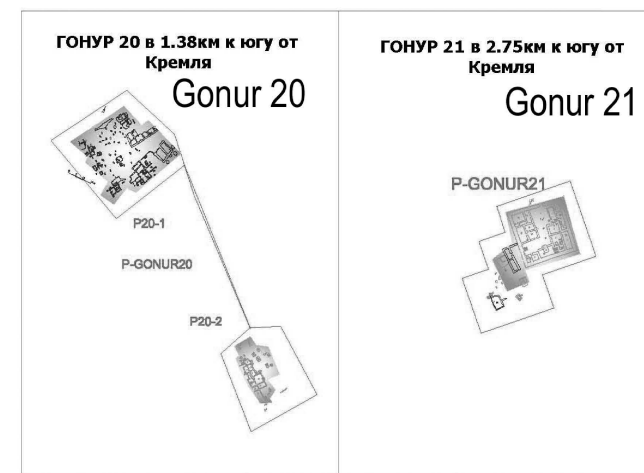 ГОНУР 20 в 1.38км к югу от
Кремля
Gonur 20
P20-1
P-GONUR20
P20-2
ГОНУР 21 в 2.75км к югу от
Кремля
Gonur 21
P-GONUR21